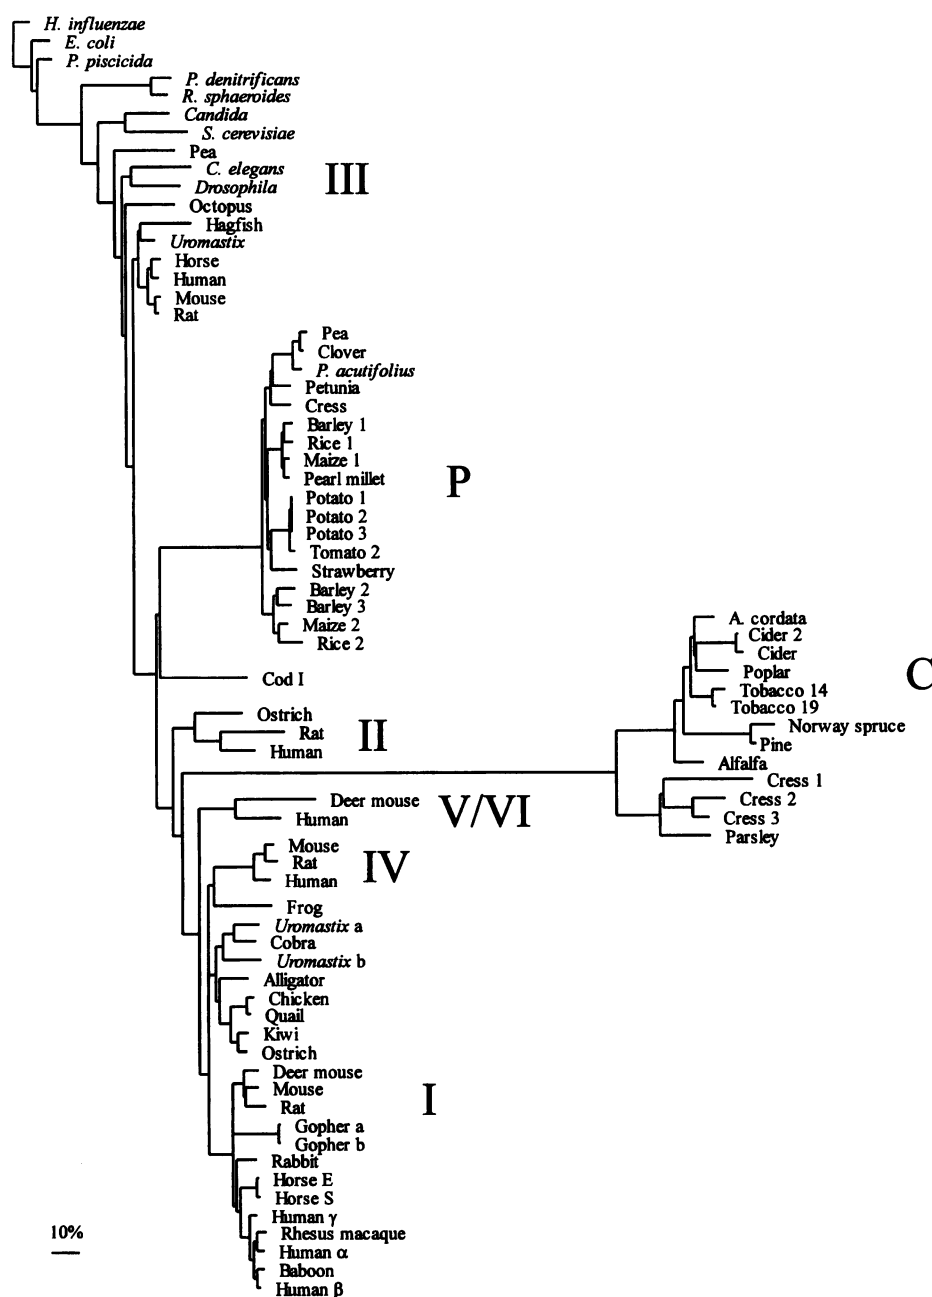 H. influenzae
E. coli
P. piscicida
P. denitrificans
R. sphaeroides
Candida
S. cerevisiae
Pea
C. elegans
III
Drosophila
Octopus
Hagfish
Uromastix
Horse
Human
Mouse
Rat
Pea
Clover
P. acutifolius
Petunia
Cress
Barley 1
Rice 1
Maize 1
Pearl millet
P
Potato 1
Potato 2
Potato 3
Tomato 2
Strawberry
Barley 2
Barley 3
Maize 2
Rice 2
A. cordata
Cider 2
Cider
Poplar
C
Tobacco 14
Tobacco 19
Norway spruce
Pine
Alfalfa
Cress 1
Cress 2
Cress 3
Parsley
Cod I
Ostrich
Rat
Human
II
Deer mouse
Human
V/VI
Mouse
Rat
Human
IV
Frog
Uromastix a
Cobra
Uromastix b
Alligator
Chicken
Quail
Kiwi
Ostrich
Deer mouse
Mouse
Rat
I
Gopher a
Gopher b
Rabbit
Horse E
Horse S
Human γ
Rhesus macaque
Human α
Baboon
Human β
10%